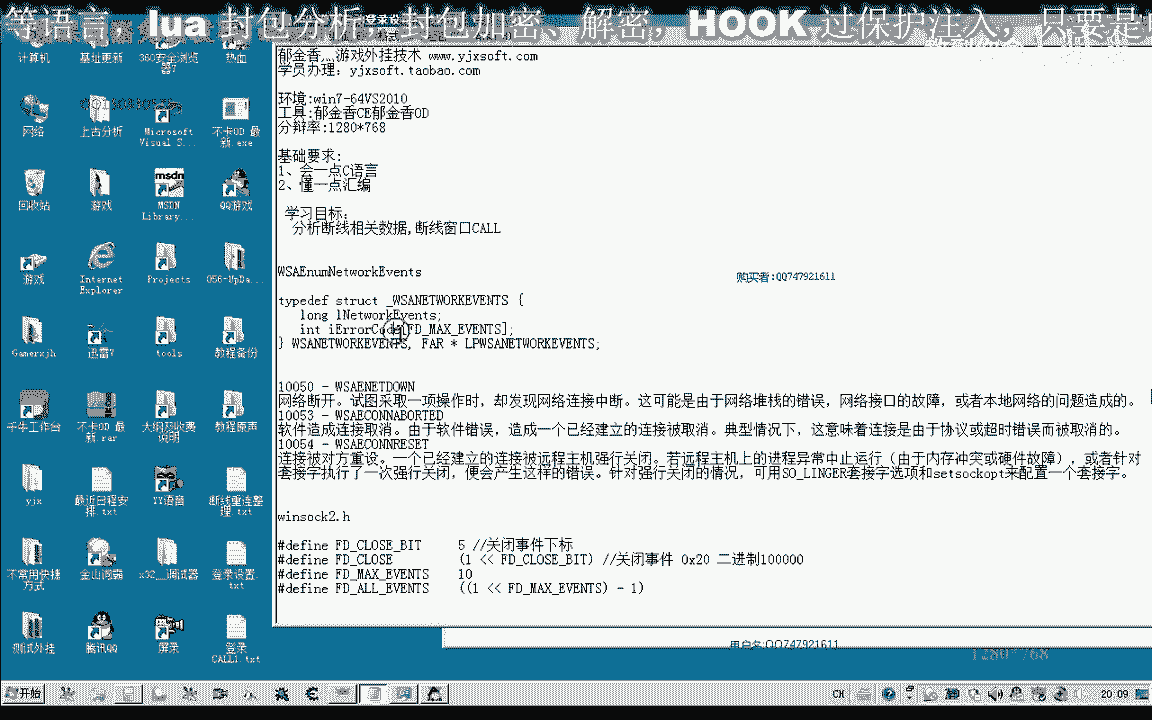 等语言，lua 封包分析，封包加密、解密，HOOK 过保护注入，只要是
郁金香灬游戏外挂技术 www.yjxsoft.com
学员办理：yjxsoft.taobao.com
环境:win7-64VS2010
工具:郁金香CE郁金香OD
分辩率:1280*768
基础要求:
1、会一点C语言
2、懂一点汇编
学习目标:
分析断线相关数据,断线窗口CALL
WSAEnumNetworkEvents
购买者:QQ747921611
typedef struct _WSANETWORKEVENTS {
long lNetworkEvents;
int iErrorCode[FD_MAX_EVENTS];
} WSANETWORKEVENTS, FAR * LPWSANETWORKEVENTS;
10050 - WSAENETDOWN
网络断开。试图采取一项操作时，却发现网络连接中断。这可能是由于网络堆栈的错误，网络接口的故障，或者本地网络的问题造成的。
10053 - WSAECONNABORTED
软件造成连接取消。由于软件错误，造成一个已经建立的连接被取消。典型情况下，这意味着连接是由于协议或超时错误而被取消的。
10054 - WSAECONNRESET
连接被对方重设。一个已经建立的连接被远程主机强行关闭。若远程主机上的进程异常中止运行（由于内存冲突或硬件故障），或者针对
套接字执行了一次强行关闭，便会产生这样的错误。针对强行关闭的情况，可用SO_LINGER套接字选项和setsockopt来配置一个套接字。
winsock2.h
#define FD_CLOSE_BIT 5 //关闭事件下标
#define FD_CLOSE (1 << FD_CLOSE_BIT) //关闭事件 0x20 二进制100000
#define FD_MAX_EVENTS 10
#define FD_ALL_EVENTS ((1 << FD_MAX_EVENTS) - 1)
用户名:QQ747921611
1280*768
计算机 基址更新 360安全浏览器7 热血
网络 上古分析 Microsoft Visual S... 不卡OD 最新.exe
回收站 游戏 MSDN Library... QQ游戏
游戏 Internet Explorer Projects 056-UpDa...
Gamerxjh 迅雷7 tools 教程备份
千牛工作台 不卡OD 最新.rar 大纲及收费说明 教程原声
yjx 最近日程安排.txt YY语音 断线重连整理.txt
不常用快捷方式 金山词霸 x32__调试器 登录设置.txt
测试外挂 腾讯QQ 屏录 登录CALL1.txt
开始
CH
20:09